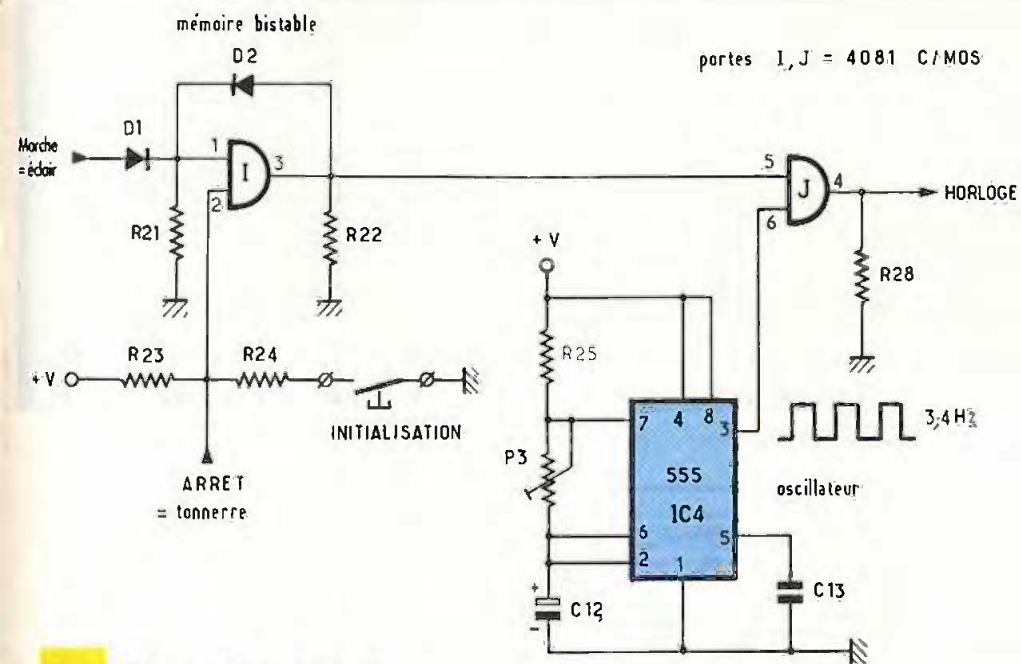 mémoire bistable
D2
portes I, J = 4081 C/MOS
D1
Marche
= éclair
1
I
3
2
5
J
4
6
HORLOGE
R21
R22
R28
+ V
R23
R24
R25
+V
INITIALISATION
7
4
8
3
3,4 Hz
P3
555
oscillateur
ARRET
= tonnerre
IC4
6
5
2
1
+
C12
-
C13